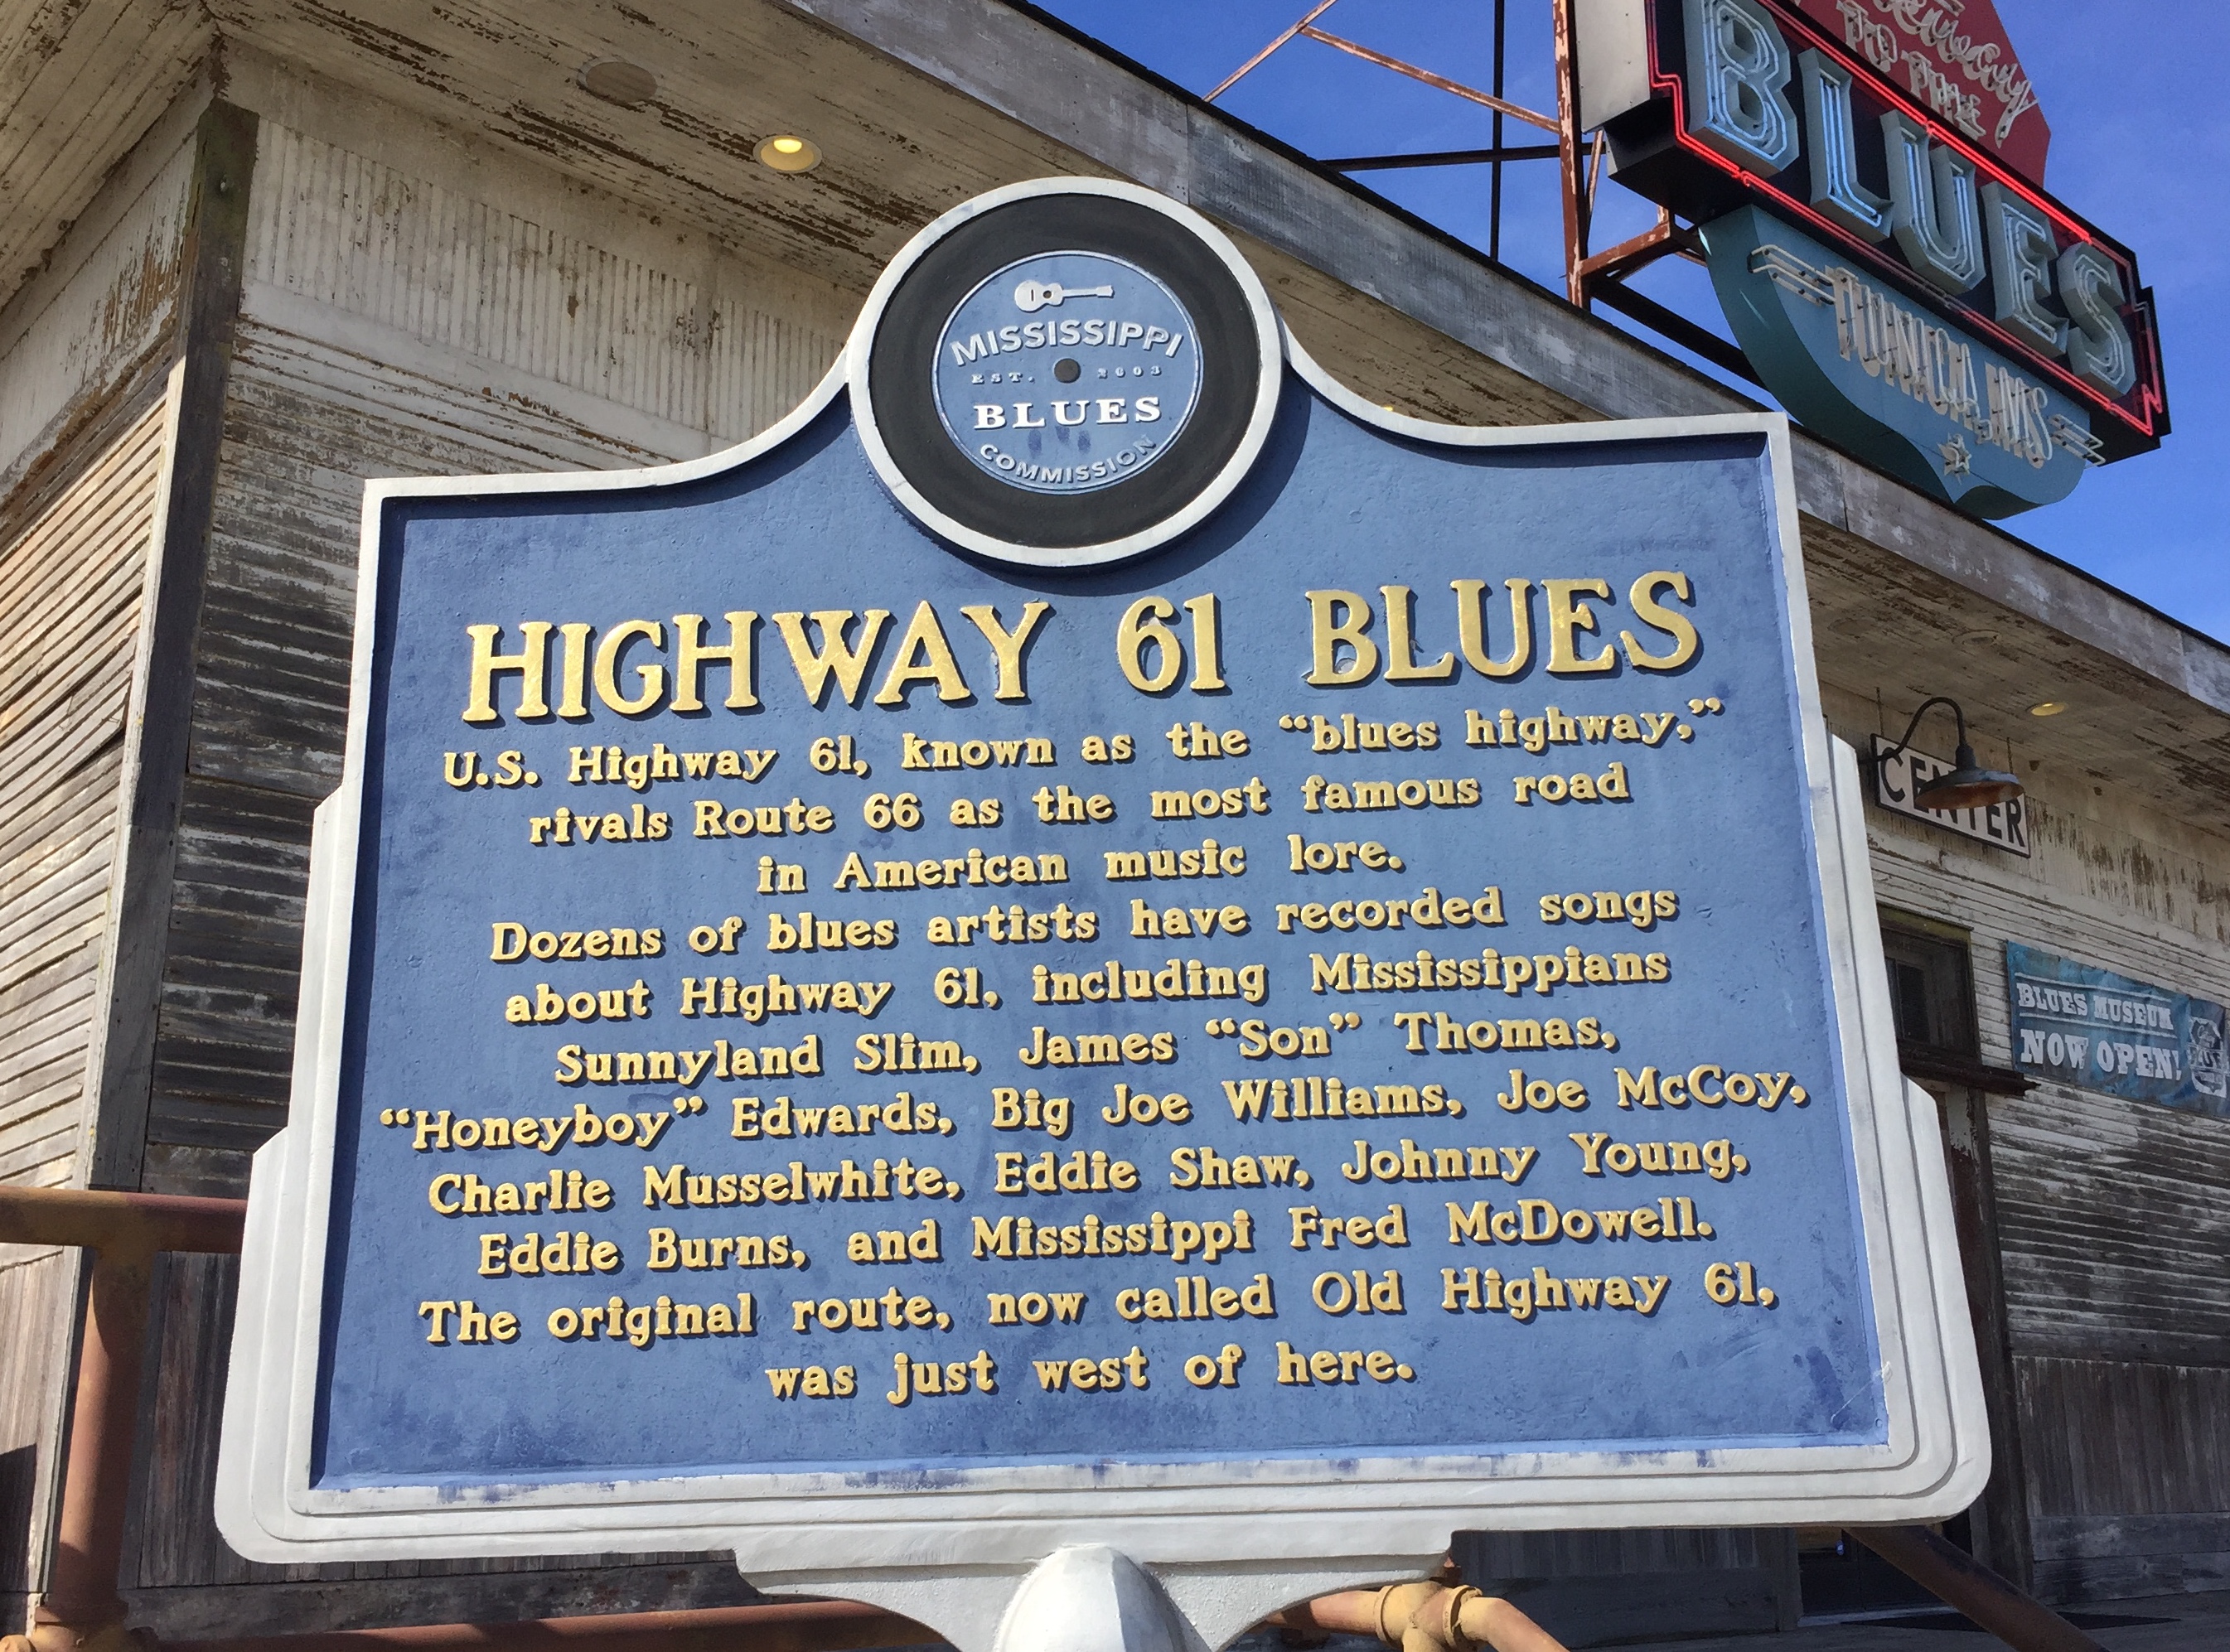 Gateway
TO THE
BLUES
TUNICA, MS
MISSISSIPPI
EST. 2003
BLUES
COMMISSION
HIGHWAY 61 BLUES
U.S. Highway 61, known as the “blues highway,”
rivals Route 66 as the most famous road
in American music lore.
Dozens of blues artists have recorded songs
about Highway 61, including Mississippians
Sunnyland Slim, James “Son” Thomas,
“Honeyboy” Edwards, Big Joe Williams, Joe McCoy,
Charlie Musselwhite, Eddie Shaw, Johnny Young,
Eddie Burns, and Mississippi Fred McDowell.
The original route, now called Old Highway 61,
was just west of here.
CENTER
BLUES MUSEUM
NOW OPEN!